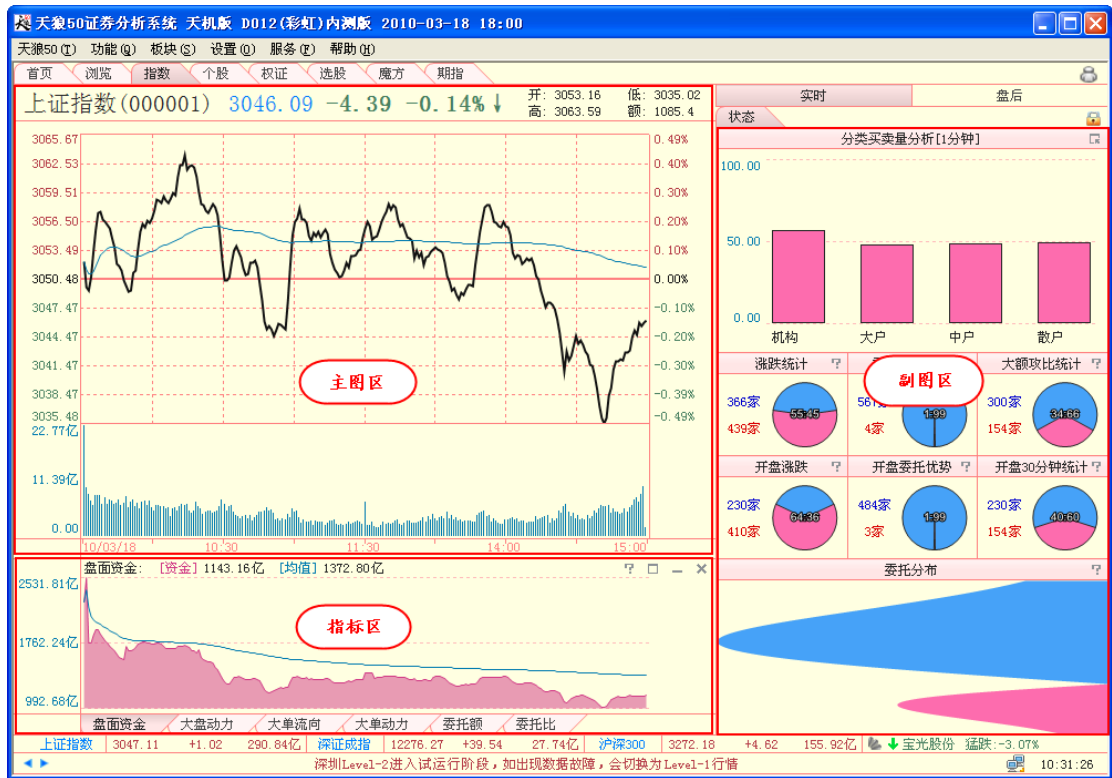 天狼50证券分析系统 天机版 D012(彩虹)内测版 2010-03-18 18:00
天狼50(T) 功能(Q) 板块(S) 设置(O) 服务(P) 帮助(H)
首页 浏览 指数 个股 权证 选股 魔方 期指
上证指数(000001) 3046.09 -4.39 -0.14%↓ 开: 3053.16 低: 3035.02
高: 3063.59 额: 1085.4
实时 盘后
状态
3065.67 0.49%
3062.53 0.40%
3059.51 0.30%
3056.50 0.20%
3053.49 0.10%
3050.48 0.00%
3047.47 -0.10%
3044.47 -0.20%
3041.47 -0.30%
3038.47 -0.39%
3035.48 -0.49%
主图区
22.77亿
11.39亿
0.00
10/03/18 10:30 11:30 14:00 15:00
盘面资金: [资金]1143.16亿 [均值]1372.80亿 ?
2531.81亿
1762.24亿
992.68亿
指标区
盘面资金 大盘动力 大单流向 大单动力 委托额 委托比
分类买卖量分析[1分钟]
100.00
50.00
0.00
机构 大户 中户 散户
涨跌统计 ? 大额攻比统计 ?
副图区
366家 55:45 439家
1:99 4家
300家 34:66 154家
开盘涨跌 ? 开盘委托优势 ? 开盘30分钟统计 ?
230家 64:36 410家
484家 1:99 3家
230家 40:60 154家
委托分布 ?
上证指数 3047.11 +1.02 290.84亿 深证成指 12276.27 +39.54 27.74亿 沪深300 3272.18 +4.62 155.92亿 宝光股份 猛跌:-3.07%
深圳Level-2进入试运行阶段，如出现数据故障，会切换为Level-1行情 10:31:26